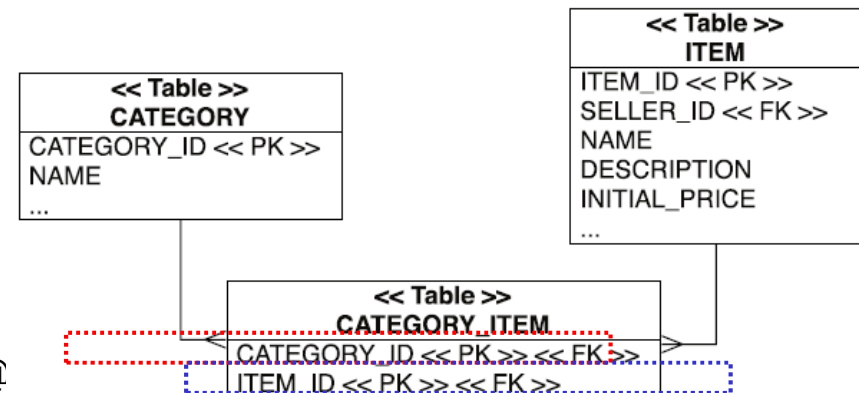 << Table >>
CATEGORY
CATEGORY_ID << PK >>
NAME
...
<< Table >>
ITEM
ITEM_ID << PK >>
SELLER_ID << FK >>
NAME
DESCRIPTION
INITIAL_PRICE
...
<< Table >>
CATEGORY_ITEM
CATEGORY_ID << PK >> << FK >>
ITEM_ID << PK >> << FK >>